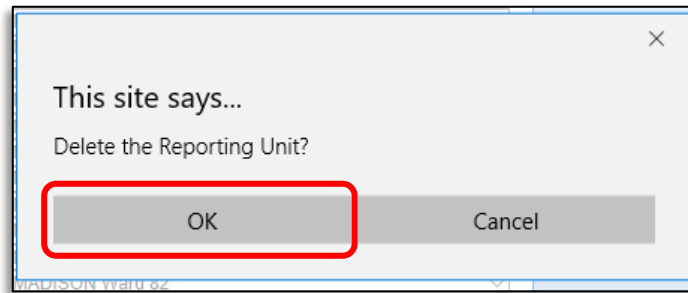 This site says...
Delete the Reporting Unit?
OK Cancel
MADISON Ward 82